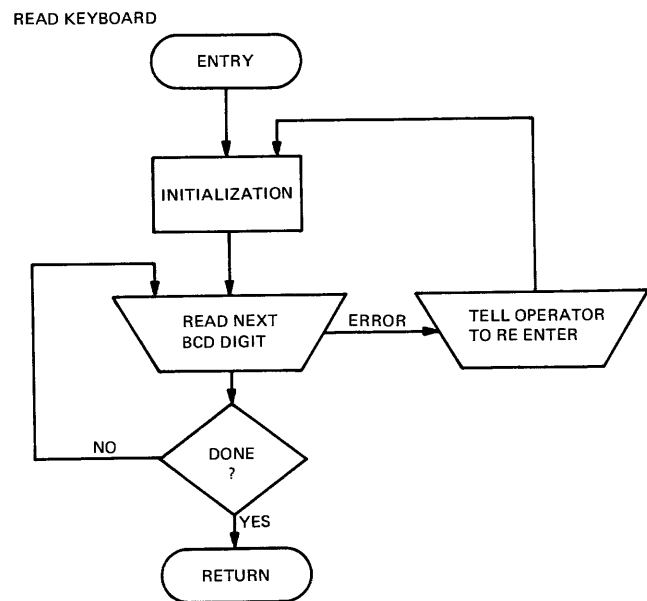 READ KEYBOARD
ENTRY
INITIALIZATION
READ NEXT
BCD DIGIT
ERROR
TELL OPERATOR
TO RE ENTER
NO
DONE
?
YES
RETURN